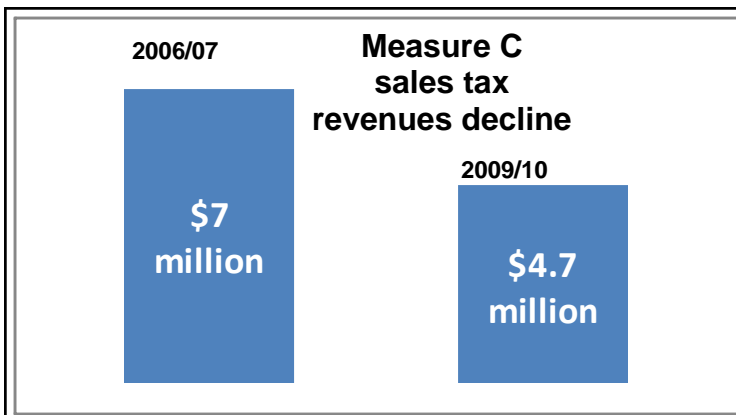 2006/07
Measure C
sales tax
revenues decline
2009/10
$7
million
$4.7
million